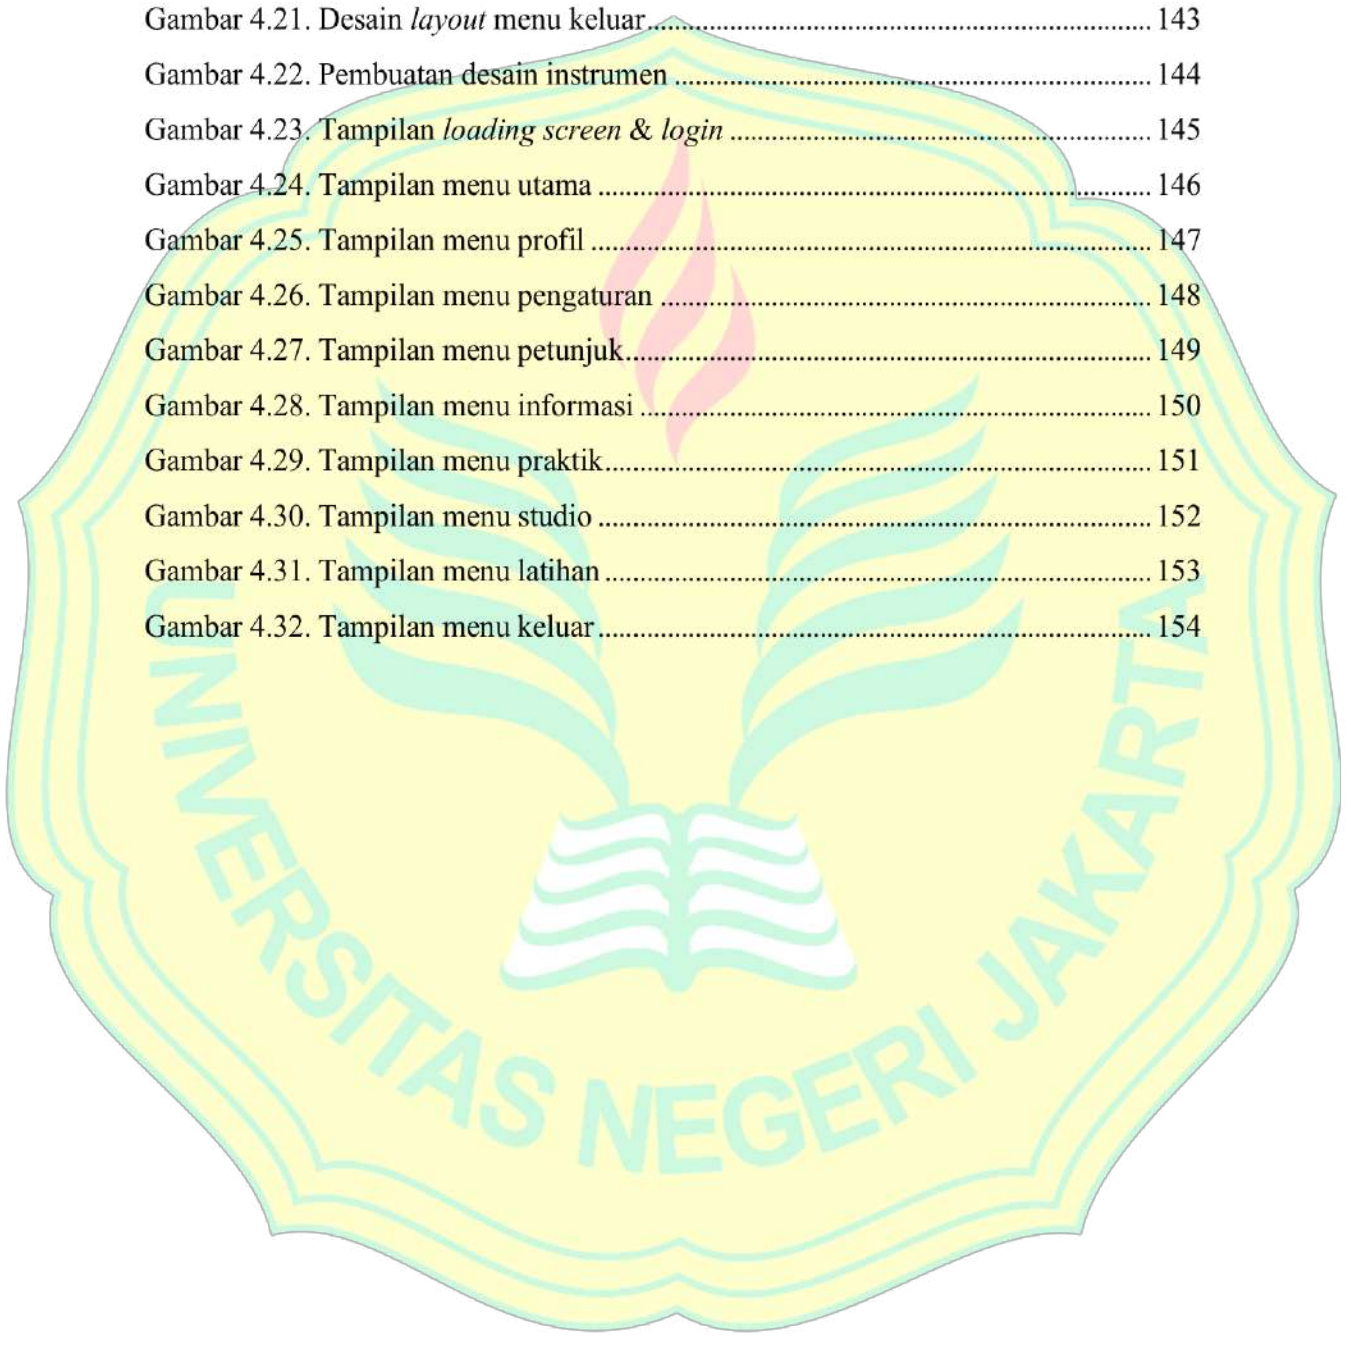 Gambar 4.21. Desain layout menu keluar.................................................................... 143
Gambar 4.22. Pembuatan desain instrumen ................................................................ 144
Gambar 4.23. Tampilan loading screen & login ......................................................... 145
Gambar 4.24. Tampilan menu utama .......................................................................... 146
Gambar 4.25. Tampilan menu profil ........................................................................... 147
Gambar 4.26. Tampilan menu pengaturan .................................................................. 148
Gambar 4.27. Tampilan menu petunjuk....................................................................... 149
Gambar 4.28. Tampilan menu informasi ..................................................................... 150
Gambar 4.29. Tampilan menu praktik.......................................................................... 151
Gambar 4.30. Tampilan menu studio .......................................................................... 152
Gambar 4.31. Tampilan menu latihan ......................................................................... 153
Gambar 4.32. Tampilan menu keluar .......................................................................... 154
UNIVERSITAS NEGERI JAKARTA